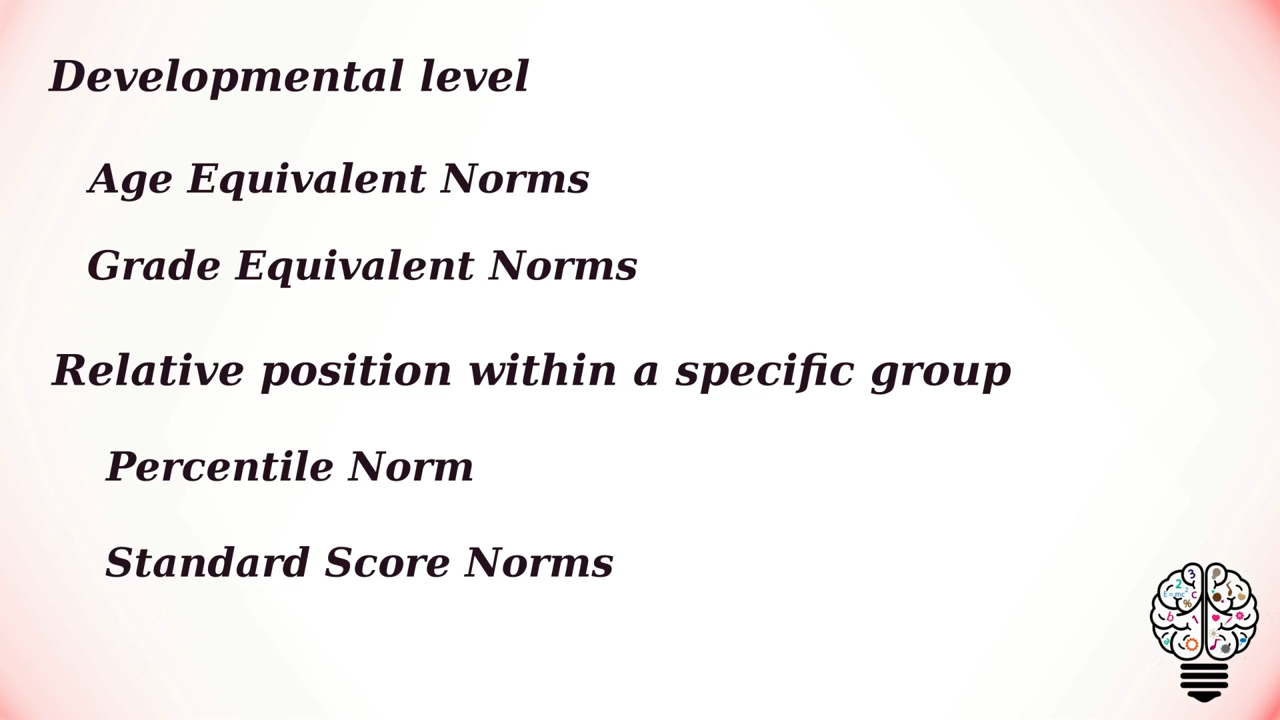 Developmental level
Age Equivalent Norms
Grade Equivalent Norms
Relative position within a specific group
Percentile Norm
Standard Score Norms